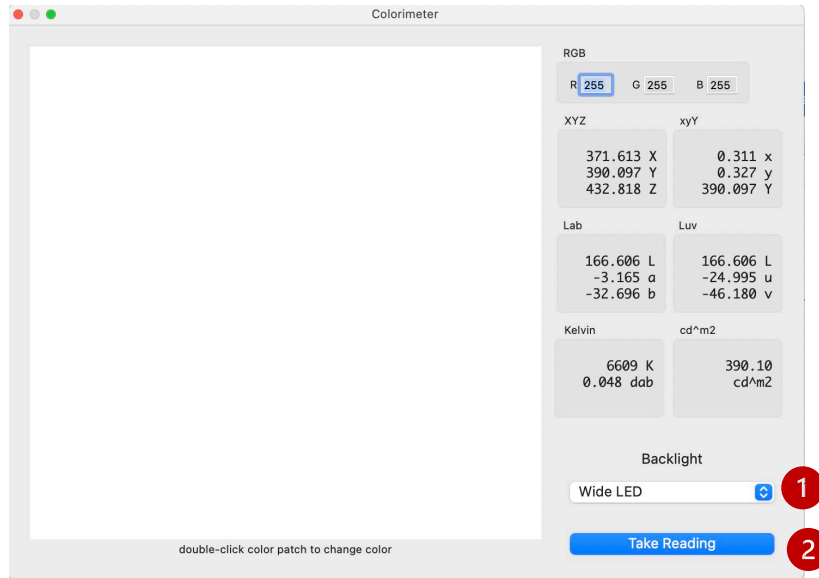 Colorimeter
RGB
R 255 G 255 B 255
XYZ xyY
371.613 X 0.311 x
390.097 Y 0.327 y
432.818 Z 390.097 Y
Lab Luv
166.606 L 166.606 L
-3.165 a -24.995 u
-32.696 b -46.180 v
Kelvin cd^m2
6609 K 390.10
0.048 dab cd^m2
Backlight
Wide LED 1
Take Reading 2
double-click color patch to change color